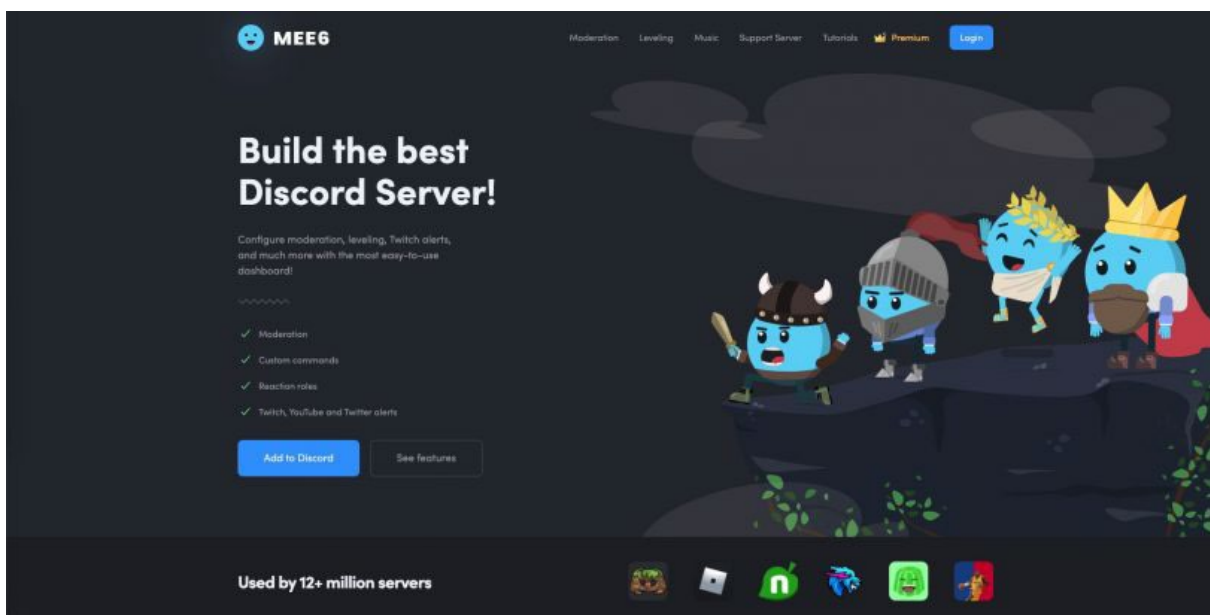 MEE6
Moderation Leveling Music Support Server Tutorials Premium Login
Build the best
Discord Server!
Configure moderation, leveling, Twitch alerts,
and much more with the most easy-to-use
dashboard!
Moderation
Custom commands
Reaction roles
Twitch, YouTube and Twitter alerts
Add to Discord See features
Used by 12+ million servers
n